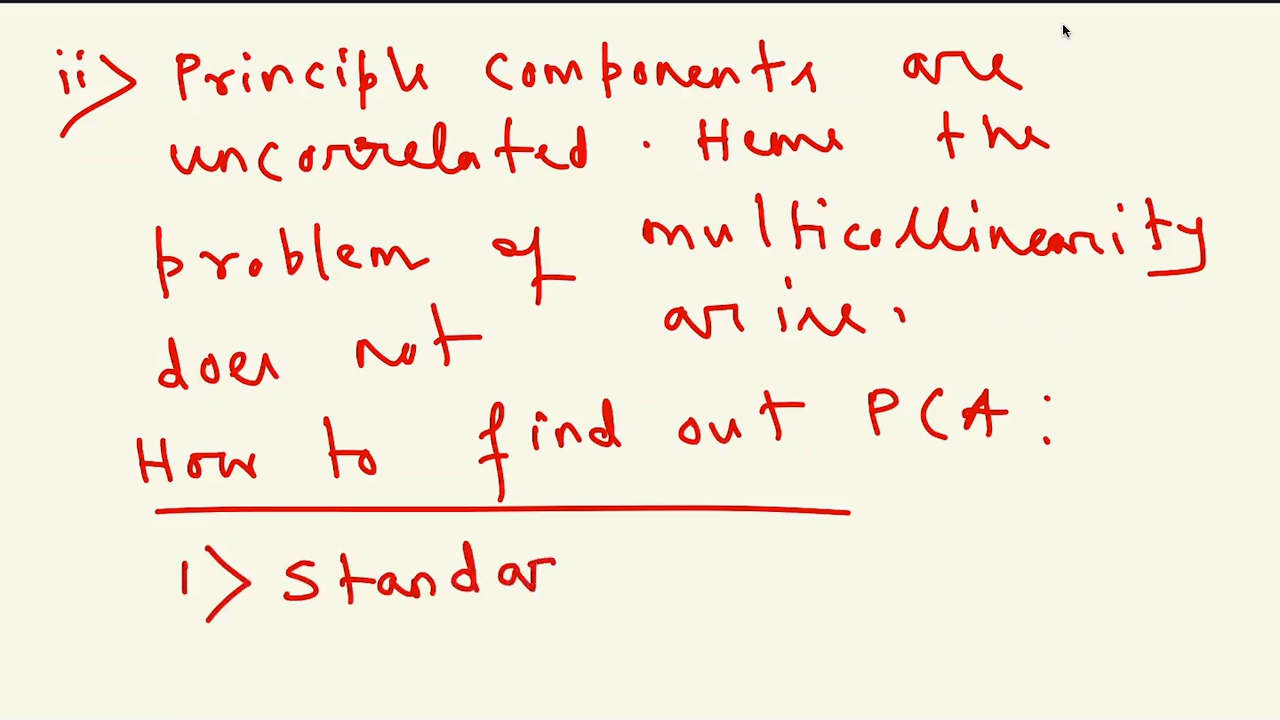 ii> Principle components are
uncorrelated. Hence the
problem of multicollinearity
does not arise.
How to find out PCA:
1> Standar